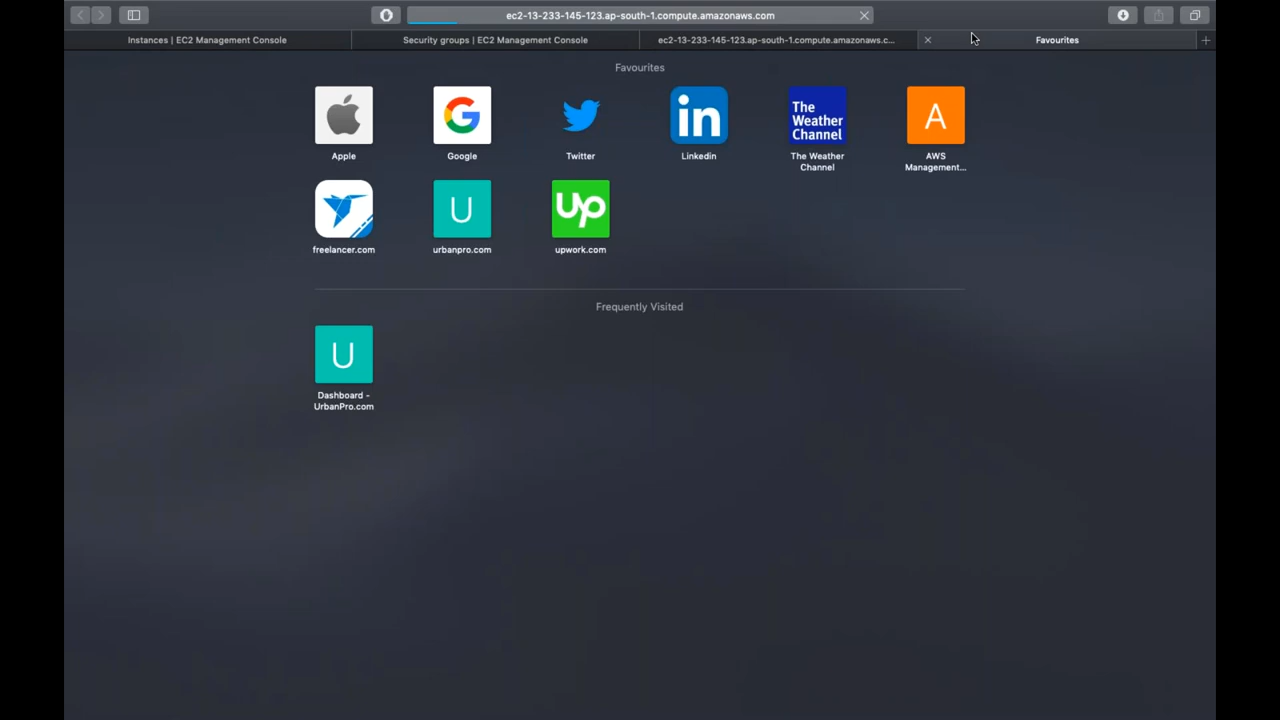 ec2-13-233-145-123.ap-south-1.compute.amazonaws.com
Instances | EC2 Management Console
Security groups | EC2 Management Console
ec2-13-233-145-123.ap-south-1.compute.amazonaws.c...
Favourites
Favourites
G
in
The
Weather
Channel
A
Apple
Google
Twitter
Linkedin
The Weather
Channel
AWS
Management...
U
Up
freelancer.com
urbanpro.com
upwork.com
Frequently Visited
U
Dashboard -
UrbanPro.com